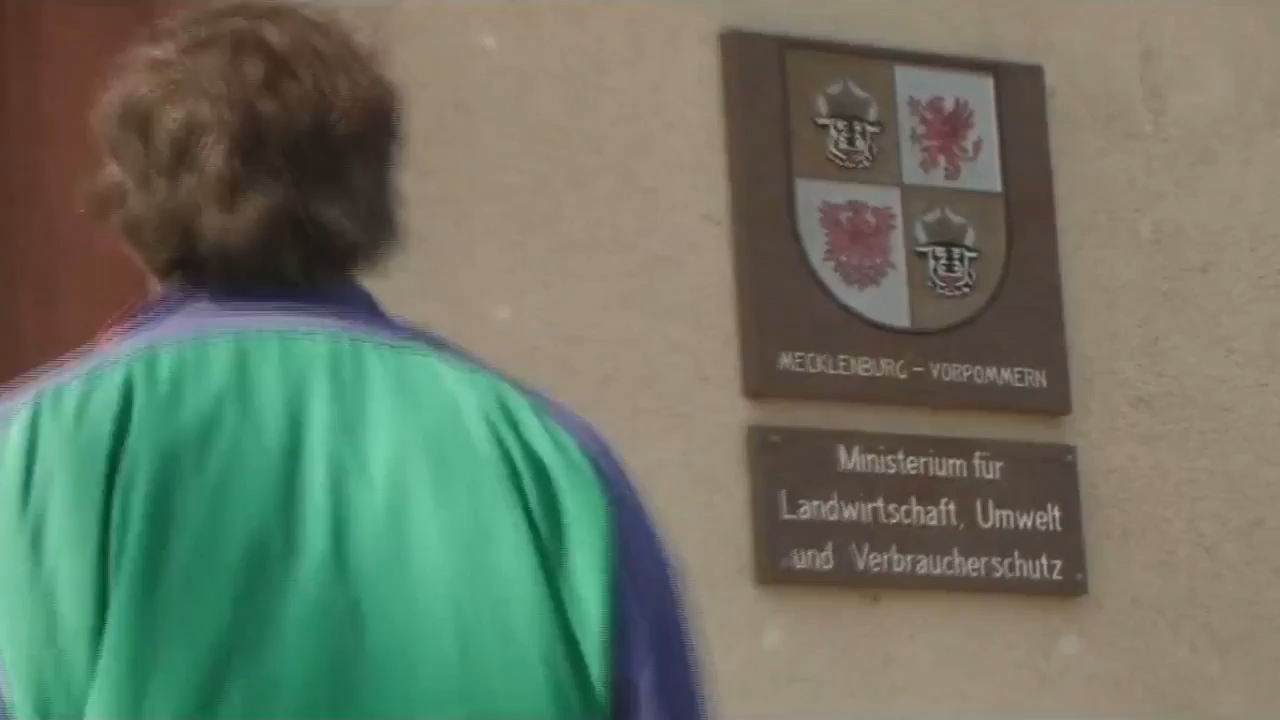 MECKLENBURG - VORPOMMERN
Ministerium für
Landwirtschaft, Umwelt
und Verbraucherschutz